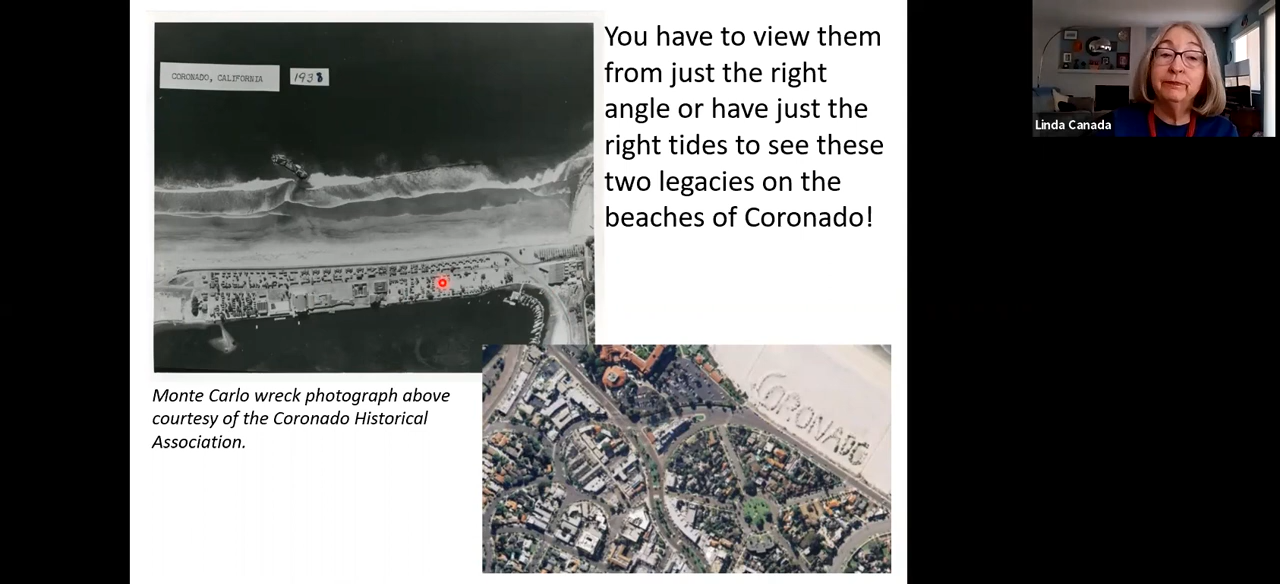 CORONADO, CALIFORNIA
1938
You have to view them
from just the right
angle or have just the
right tides to see these
two legacies on the
beaches of Coronado!
Monte Carlo wreck photograph above
courtesy of the Coronado Historical
Association.
CORONADO
Linda Canada